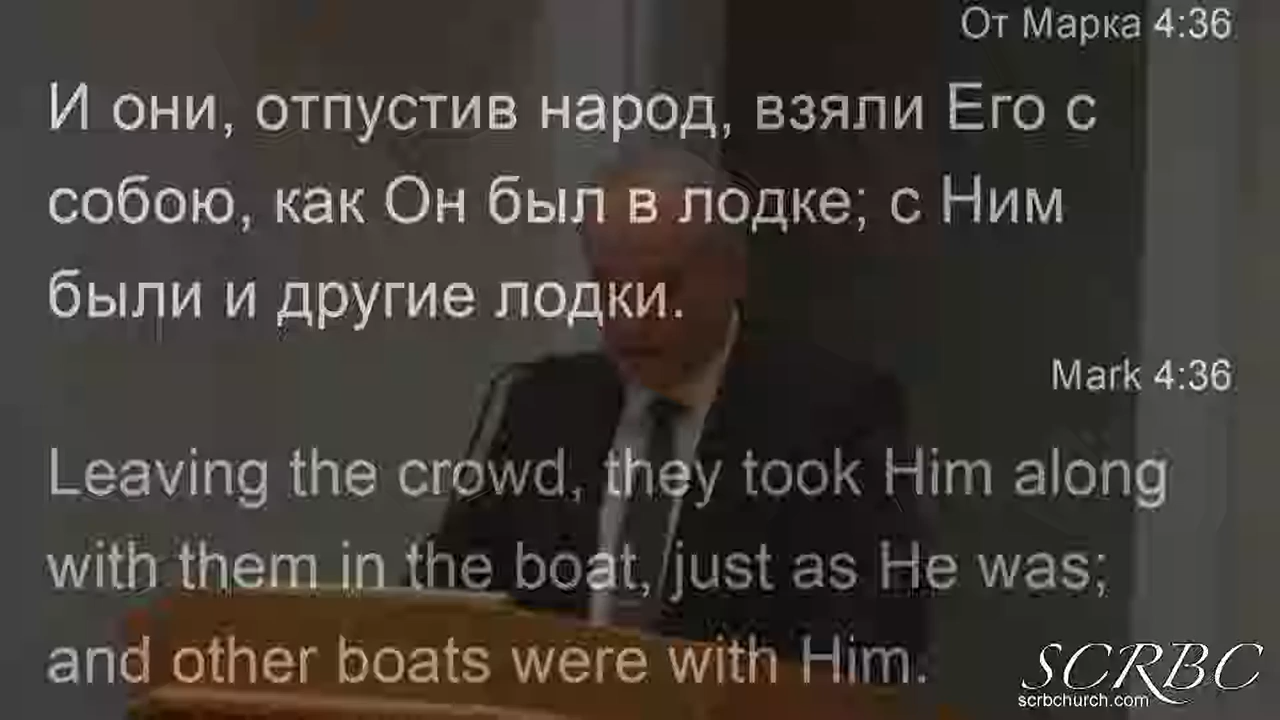 От Марка 4:36
И они, отпустив народ, взяли Его с
собою, как Он был в лодке; с Ним
были и другие лодки.
Mark 4:36
Leaving the crowd, they took Him along
with them in the boat, just as He was;
and other boats were with Him.
SCRBC
scrbchurch.com